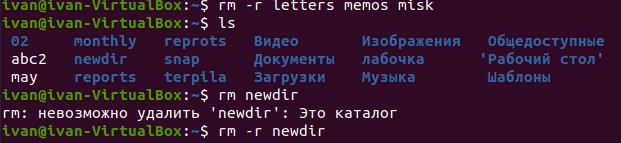 ivan@ivan-VirtualBox:~$ rm -r letters memos misk
ivan@ivan-VirtualBox:~$ ls
02 monthly reprots Видео Изображения Общедоступные
abc2 newdir snap Документы лабочка 'Рабочий стол'
may reports terpila Загрузки Музыка Шаблоны
ivan@ivan-VirtualBox:~$ rm newdir
rm: невозможно удалить 'newdir': Это каталог
ivan@ivan-VirtualBox:~$ rm -r newdir